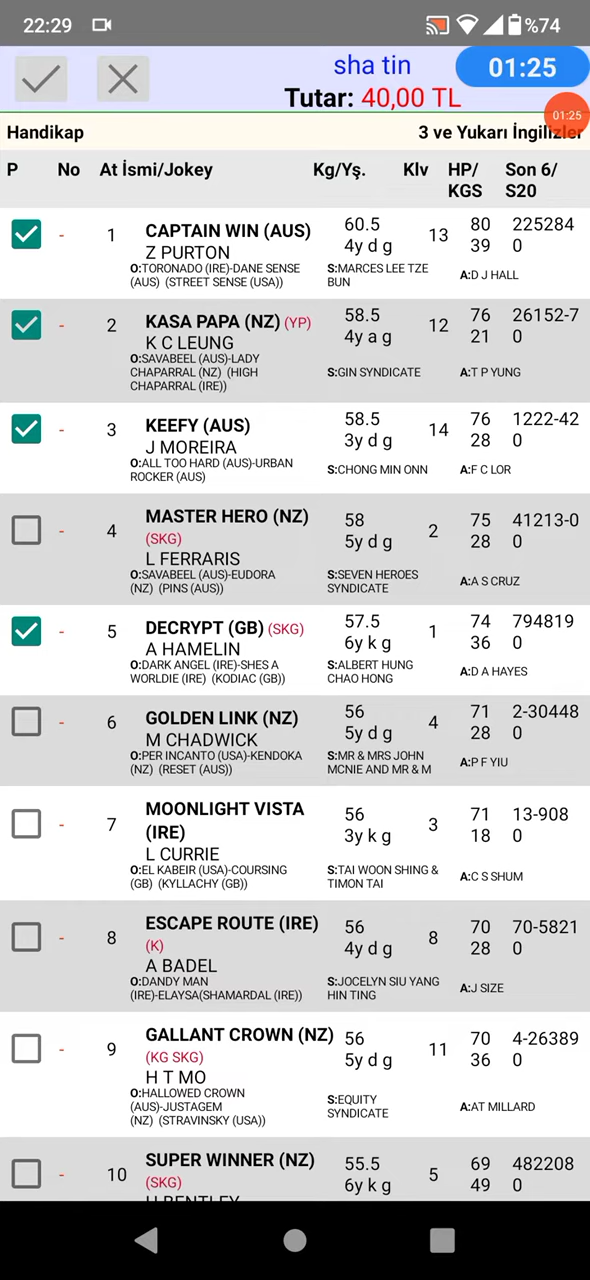 22:29
%74
sha tin
01:25
Tutar: 40,00 TL
01:25
Handikap
3 ve Yukarı İngilizler
P No At İsmi/Jokey Kg/Yş. Klv HP/ Son 6/
KGS S20
- 1 CAPTAIN WIN (AUS) 60.5 13 80 225284
Z PURTON 4y d g 39 0
O:TORONADO (IRE)-DANE SENSE S:MARCES LEE TZE A:D J HALL
(AUS) (STREET SENSE (USA)) BUN
- 2 KASA PAPA (NZ) (YP) 58.5 12 76 26152-7
K C LEUNG 4y a g 21 0
O:SAVABEEL (AUS)-LADY
CHAPARRAL (NZ) (HIGH S:GIN SYNDICATE A:T P YUNG
CHAPARRAL (IRE))
- 3 KEEFY (AUS) 58.5 14 76 1222-42
J MOREIRA 3y d g 28 0
O:ALL TOO HARD (AUS)-URBAN S:CHONG MIN ONN A:F C LOR
ROCKER (AUS)
- 4 MASTER HERO (NZ) 58 2 75 41213-0
(SKG) 5y d g 28 0
L FERRARIS
O:SAVABEEL (AUS)-EUDORA S:SEVEN HEROES A:A S CRUZ
(NZ) (PINS (AUS)) SYNDICATE
- 5 DECRYPT (GB) (SKG) 57.5 1 74 794819
A HAMELIN 6y k g 36 0
O:DARK ANGEL (IRE)-SHES A S:ALBERT HUNG A:D A HAYES
WORLDIE (IRE) (KODIAC (GB)) CHAO HONG
- 6 GOLDEN LINK (NZ) 56 4 71 2-30448
M CHADWICK 5y d g 28 0
O:PER INCANTO (USA)-KENDOKA S:MR & MRS JOHN A:P F YIU
(NZ) (RESET (AUS)) MCNIE AND MR & M
- 7 MOONLIGHT VISTA 56 3 71 13-908
(IRE) 3y k g 18 0
L CURRIE
O:EL KABEIR (USA)-COURSING S:TAI WOON SHING & A:C S SHUM
(GB) (KYLLACHY (GB)) TIMON TAI
- 8 ESCAPE ROUTE (IRE) 56 8 70 70-5821
(K) 4y d g 28 0
A BADEL
O:DANDY MAN S:JOCELYN SIU YANG A:J SIZE
(IRE)-ELAYSA(SHAMARDAL (IRE)) HIN TING
- 9 GALLANT CROWN (NZ) 56 11 70 4-26389
(KG SKG) 5y d g 36 0
H T MO
O:HALLOWED CROWN S:EQUITY A:AT MILLARD
(AUS)-JUSTAGEM SYNDICATE
(NZ) (STRAVINSKY (USA))
- 10 SUPER WINNER (NZ) 55.5 5 69 482208
(SKG) 6y k g 49 0
H BENTLEY